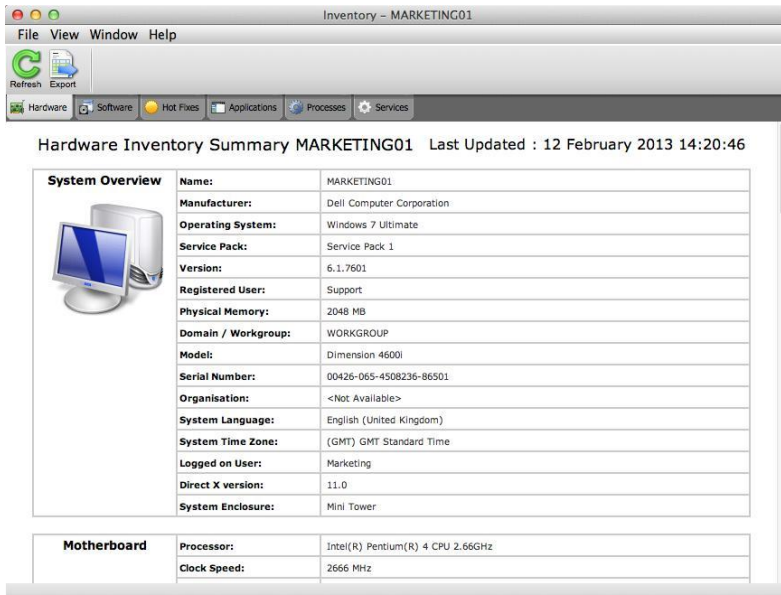 Inventory – MARKETING01
File View Window Help
Refresh Export
Hardware Software Hot Fixes Applications Processes Services
Hardware Inventory Summary MARKETING01 Last Updated : 12 February 2013 14:20:46
System Overview Name: MARKETING01
Manufacturer: Dell Computer Corporation
Operating System: Windows 7 Ultimate
Service Pack: Service Pack 1
Version: 6.1.7601
Registered User: Support
Physical Memory: 2048 MB
Domain / Workgroup: WORKGROUP
Model: Dimension 4600i
Serial Number: 00426-065-4508236-86501
Organisation: <Not Available>
System Language: English (United Kingdom)
System Time Zone: (GMT) GMT Standard Time
Logged on User: Marketing
Direct X version: 11.0
System Enclosure: Mini Tower
Motherboard Processor: Intel(R) Pentium(R) 4 CPU 2.66GHz
Clock Speed: 2666 MHz